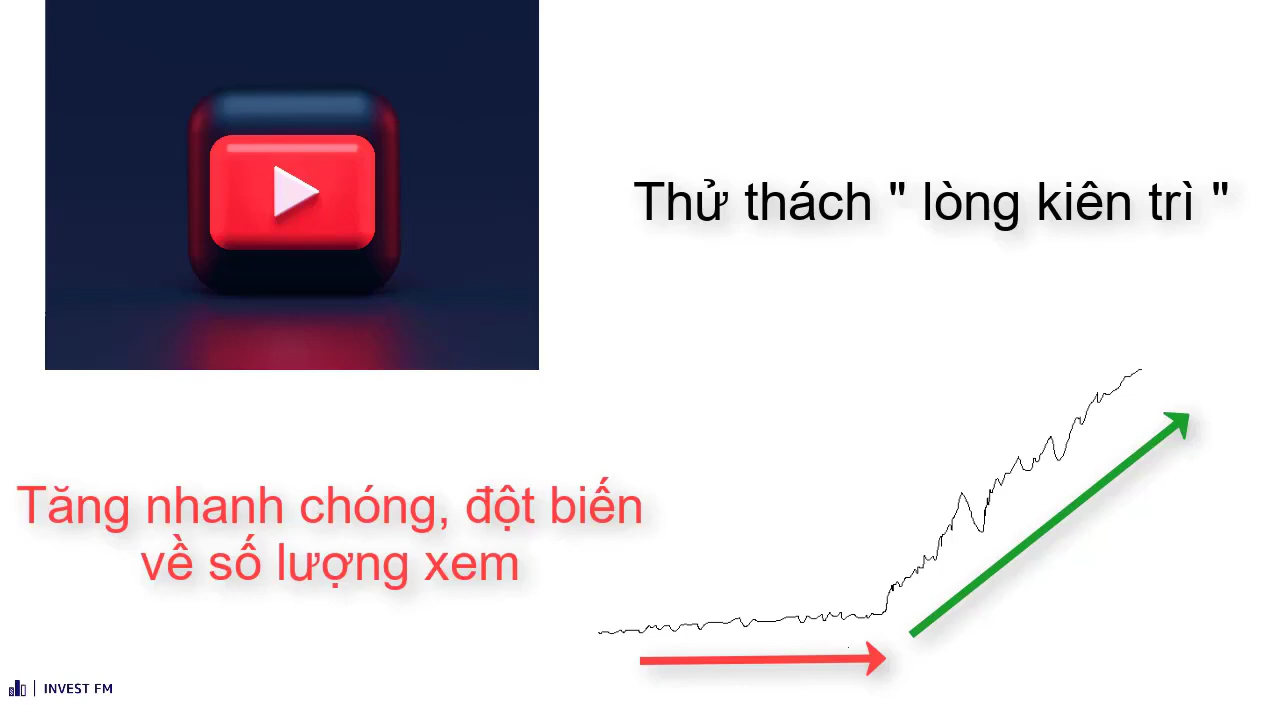 Thử thách " lòng kiên trì "
Tăng nhanh chóng, đột biến
về số lượng xem
INVEST FM